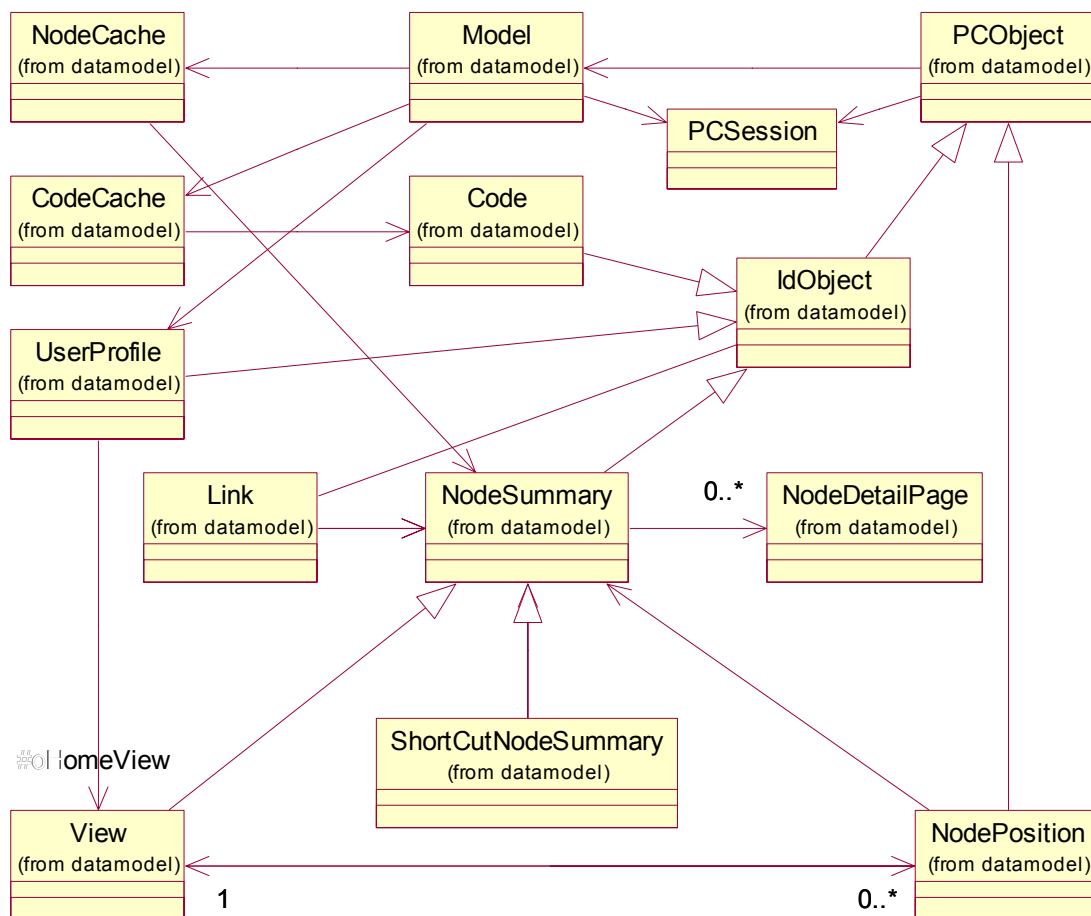 NodeCache
(from datamodel)
Model
(from datamodel)
PCObject
(from datamodel)
PCSession
CodeCache
(from datamodel)
Code
(from datamodel)
IdObject
(from datamodel)
UserProfile
(from datamodel)
Link
(from datamodel)
NodeSummary
(from datamodel)
0..*
NodeDetailPage
(from datamodel)
ShortCutNodeSummary
(from datamodel)
#oHomeView
View
(from datamodel)
NodePosition
(from datamodel)
1
0..*